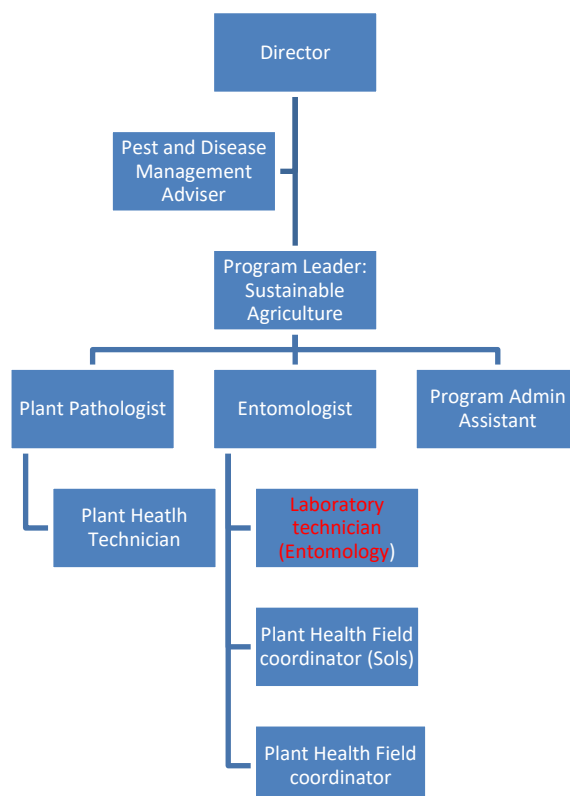 Director
Pest and Disease
Management
Adviser
Program Leader:
Sustainable
Agriculture
Plant Pathologist
Entomologist
Program Admin
Assistant
Plant Heatlh
Technician
Laboratory
technician
(Entomology)
Plant Health Field
coordinator (Sols)
Plant Health Field
coordinator